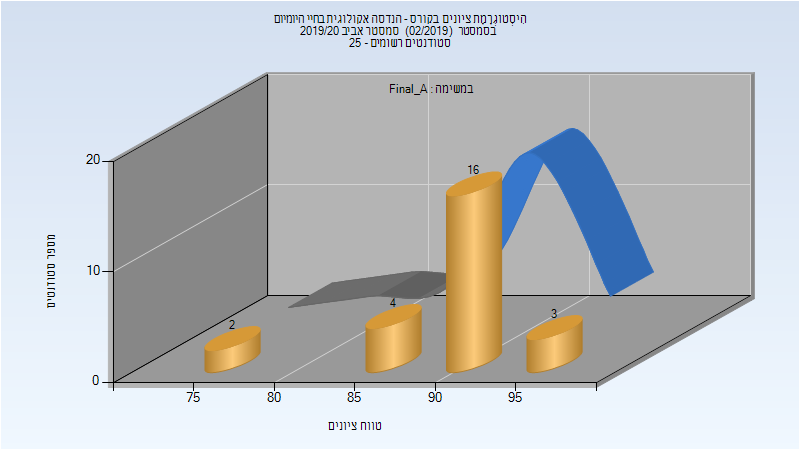 היסטוגרמת ציונים בקורס - הנדסה אקולוגית בחיי היומיום
בסמסטר (02/2019) סמסטר אביב 2019/20
סטודנטים רשומים - 25
במשימה : Final_A
מספר סטודנטים
20
10
0
2
4
16
3
75
80
85
90
95
טווח ציונים